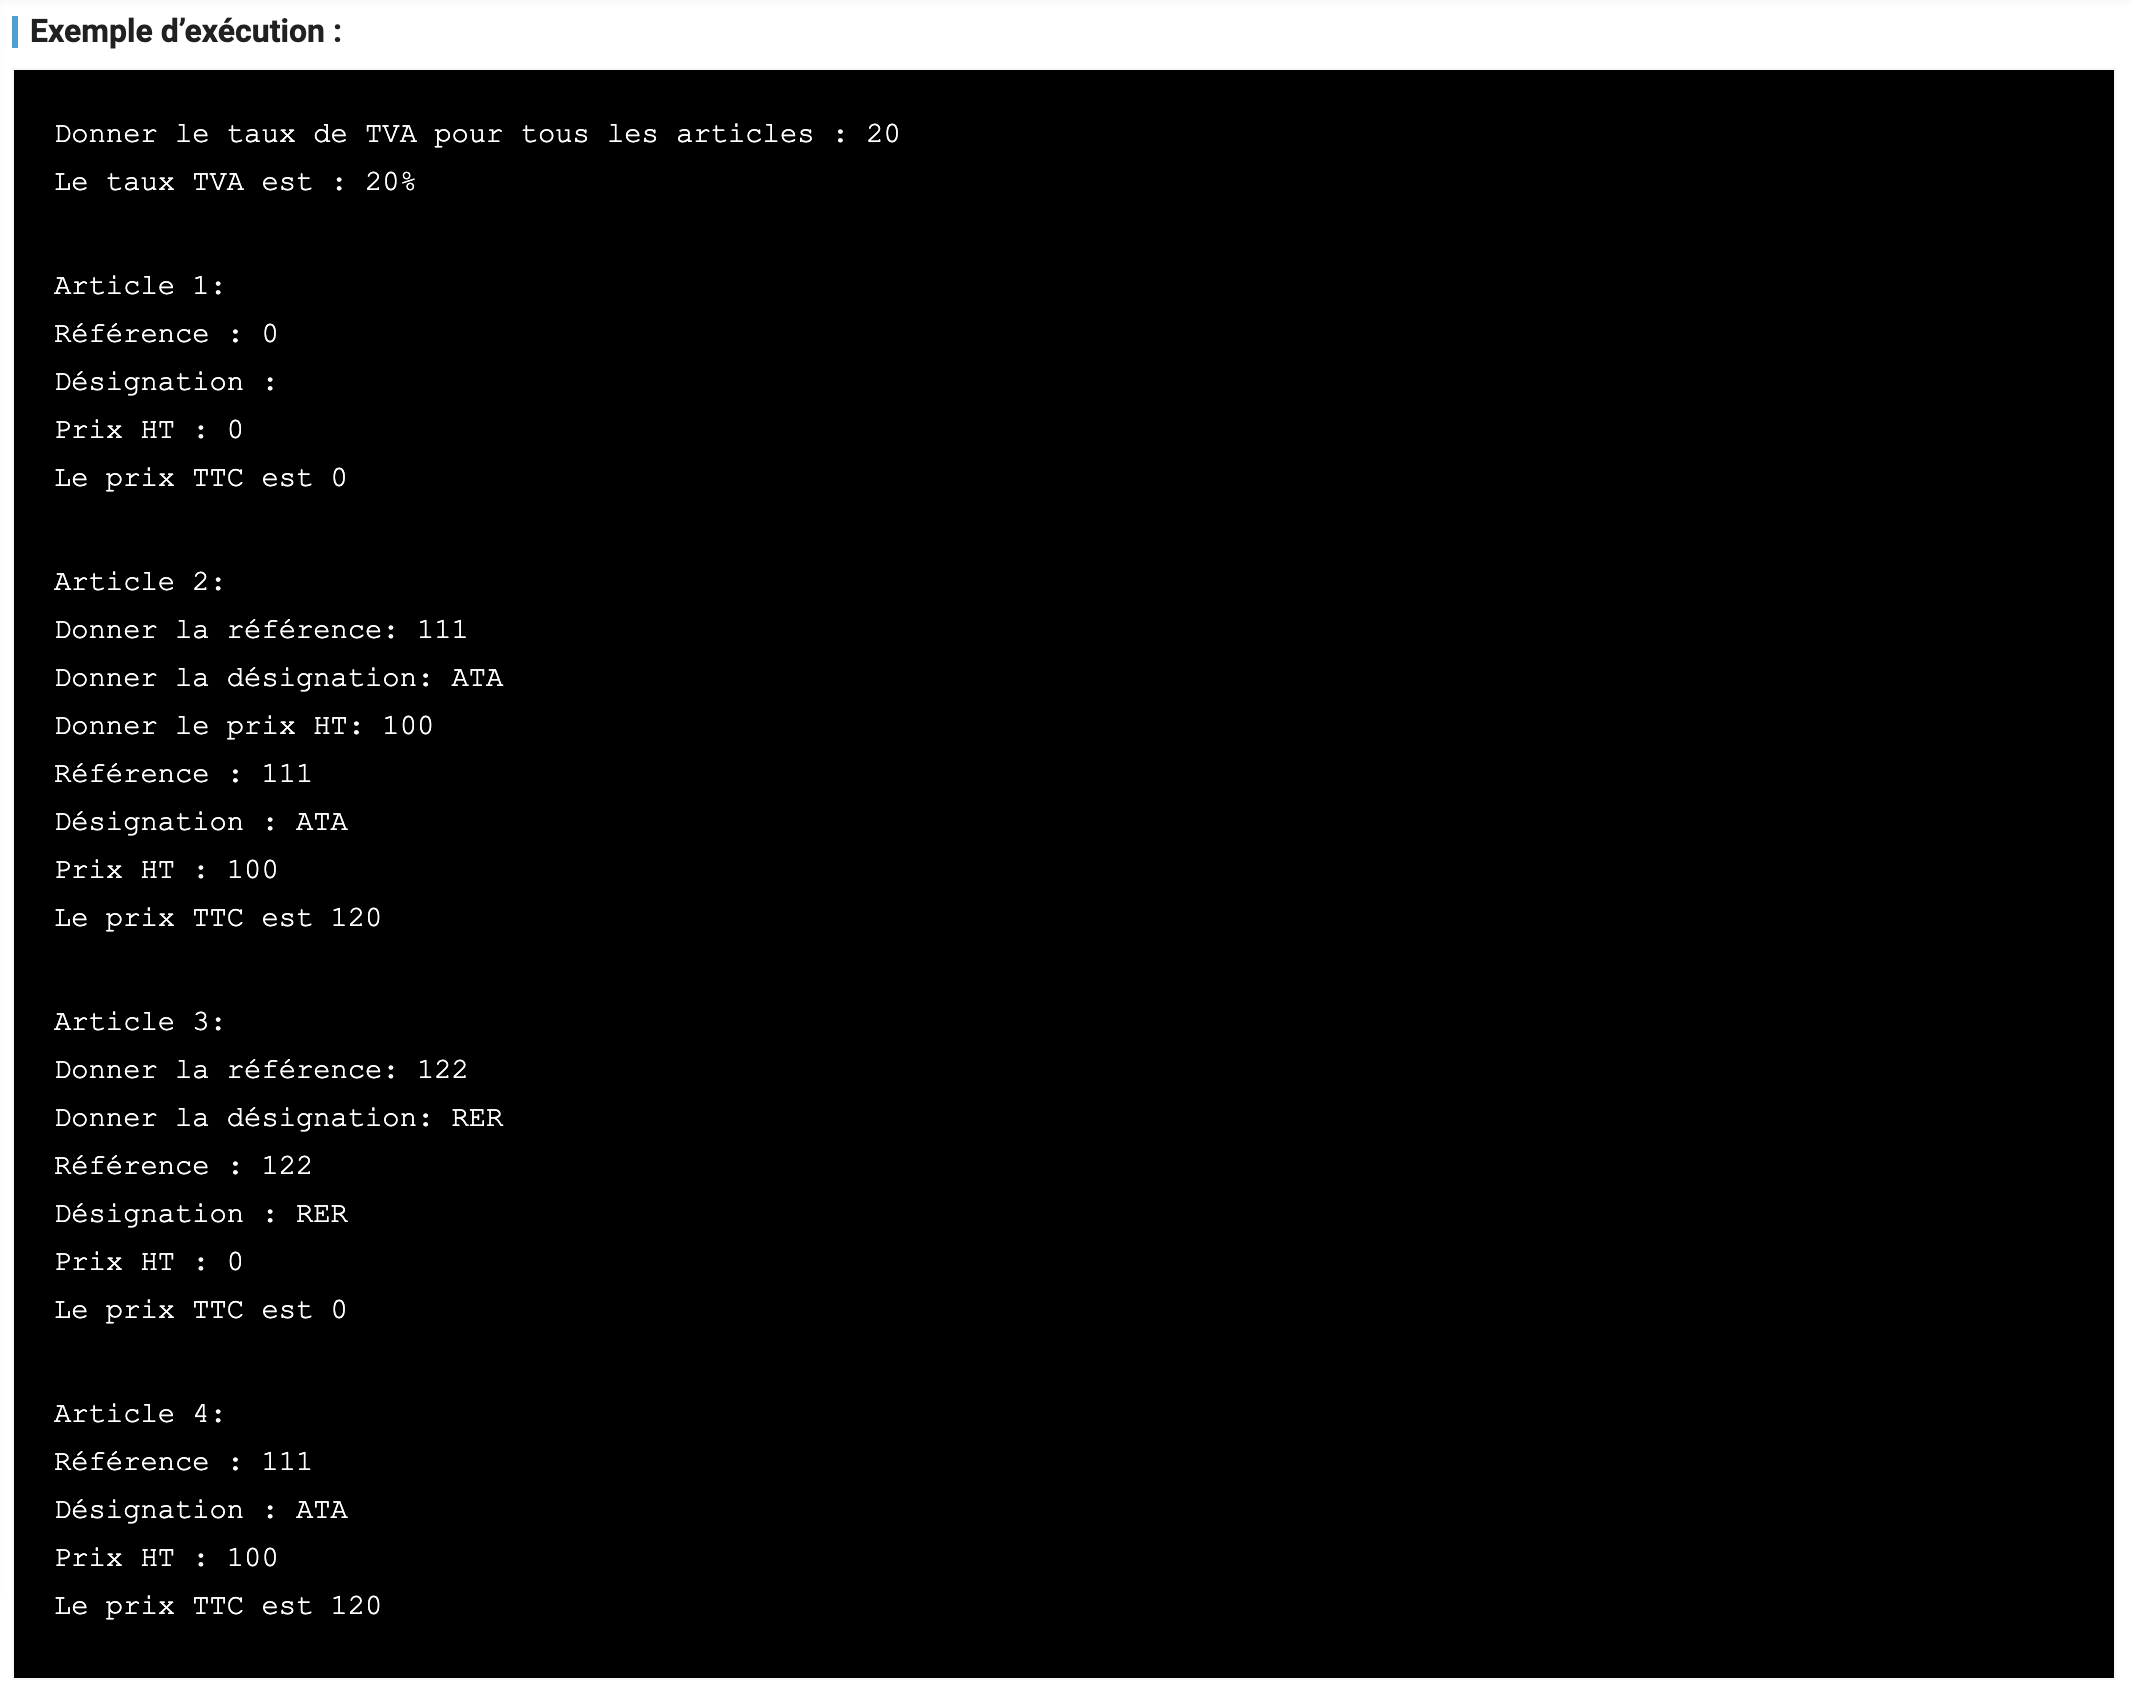 Exemple d’exécution :
Donner le taux de TVA pour tous les articles : 20
Le taux TVA est : 20%
Article 1:
Référence : 0
Désignation :
Prix HT : 0
Le prix TTC est 0
Article 2:
Donner la référence: 111
Donner la désignation: ATA
Donner le prix HT: 100
Référence : 111
Désignation : ATA
Prix HT : 100
Le prix TTC est 120
Article 3:
Donner la référence: 122
Donner la désignation: RER
Référence : 122
Désignation : RER
Prix HT : 0
Le prix TTC est 0
Article 4:
Référence : 111
Désignation : ATA
Prix HT : 100
Le prix TTC est 120